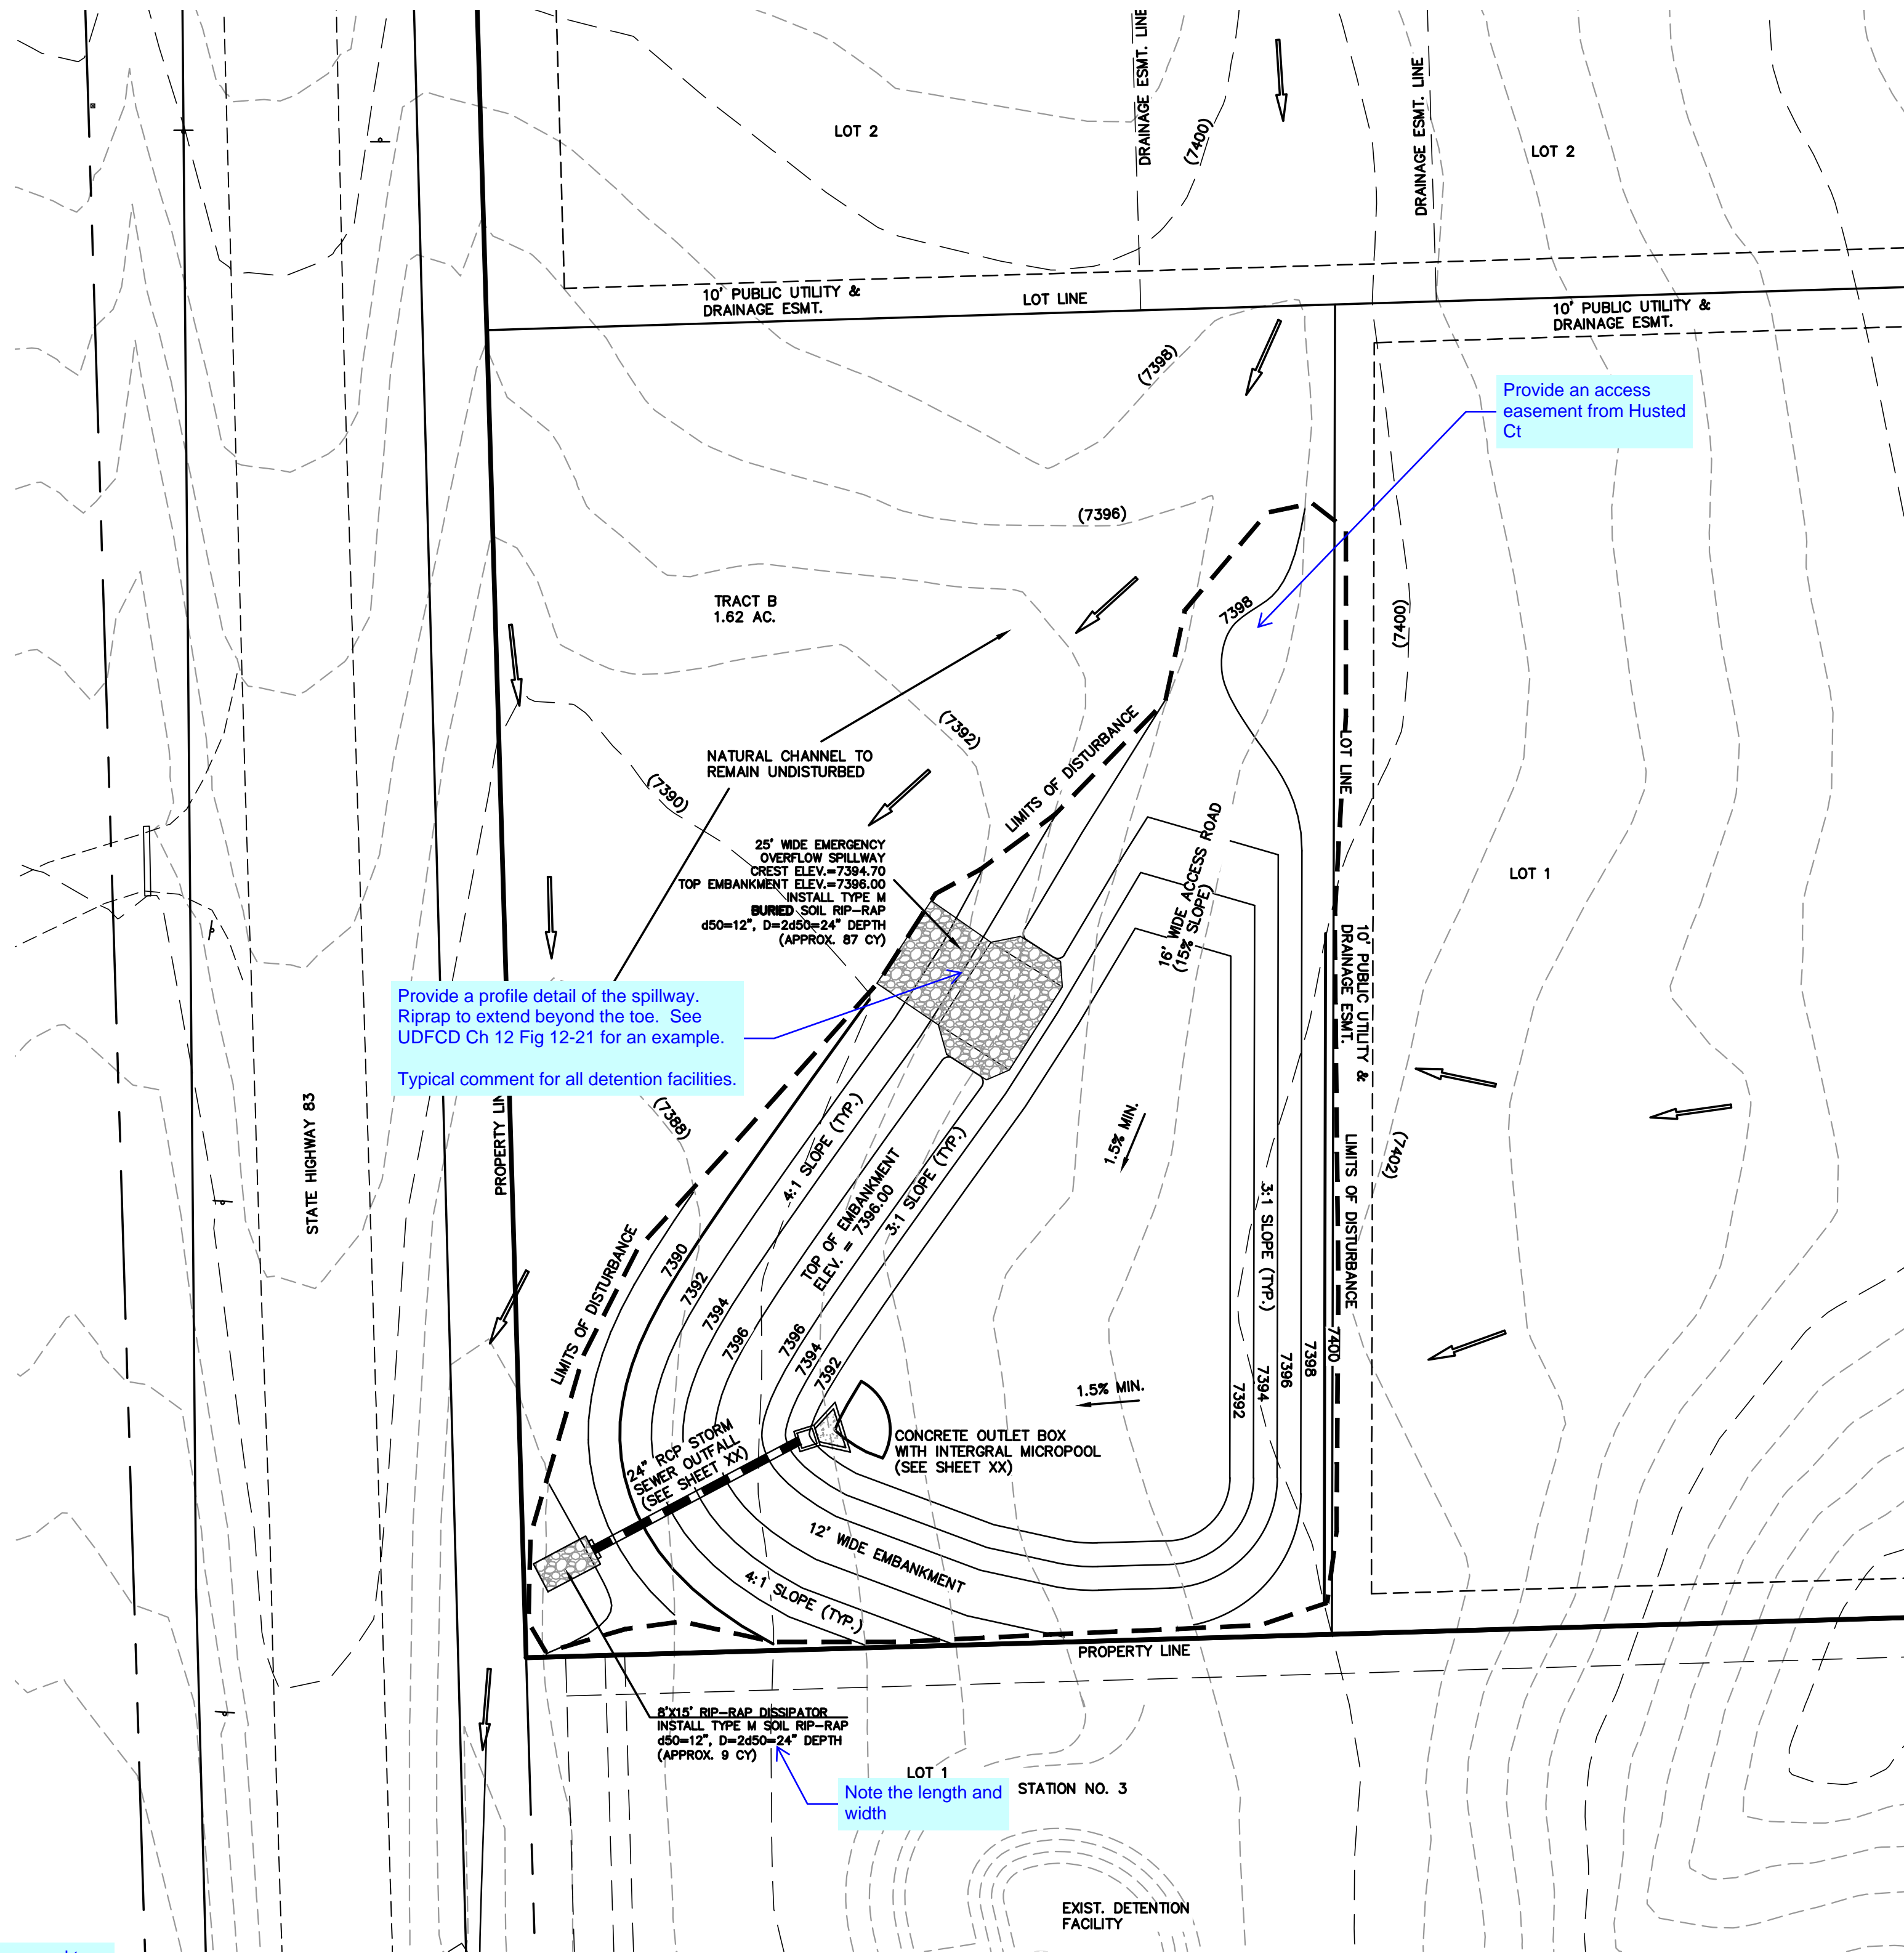 DRAINAGE ESMT. LINE
(7400)
DRAINAGE ESMT. LINE
LOT 2
LOT 2
10' PUBLIC UTILITY &
DRAINAGE ESMT.
LOT LINE
10' PUBLIC UTILITY &
DRAINAGE ESMT.
(7398)
Provide an access
easement from Husted
Ct
(7396)
TRACT B
1.62 AC.
7398
(7400)
(7392)
LIMITS OF DISTURBANCE
LOT LINE
NATURAL CHANNEL TO
REMAIN UNDISTURBED
(7390)
25' WIDE EMERGENCY
OVERFLOW SPILLWAY
CREST ELEV.=7394.70
TOP EMBANKMENT ELEV.=7396.00
INSTALL TYPE M
BURIED SOIL RIP-RAP
d50=12", D=2d50=24" DEPTH
(APPROX. 87 CY)
16' WIDE ACCESS ROAD
(15% SLOPE)
LOT 1
10' PUBLIC UTILITY &
DRAINAGE ESMT.
Provide a profile detail of the spillway.
Riprap to extend beyond the toe.  See
UDFCD Ch 12 Fig 12-21 for an example.
Typical comment for all detention facilities.
(7388)
STATE HIGHWAY 83
PROPERTY LIN
4:1 SLOPE (TYP.)
TOP OF EMBANKMENT
ELEV. = 7396.00
3:1 SLOPE (TYP.)
1.5% MIN.
3:1 SLOPE (TYP.)
LIMITS OF DISTURBANCE
(7402)
LIMITS OF DISTURBANCE
7390
7392
7394
7396
7396
7394
7392
1.5% MIN.
7392
7394
7396
7398
7400
24" RCP STORM
SEWER OUTFALL
(SEE SHEET XX)
CONCRETE OUTLET BOX
WITH INTERGRAL MICROPOOL
(SEE SHEET XX)
12' WIDE EMBANKMENT
4:1 SLOPE (TYP.)
PROPERTY LINE
8'X15' RIP-RAP DISSIPATOR
INSTALL TYPE M SOIL RIP-RAP
d50=12", D=2d50=24" DEPTH
(APPROX. 9 CY)
LOT 1
STATION NO. 3
Note the length and
width
EXIST. DETENTION
FACILITY